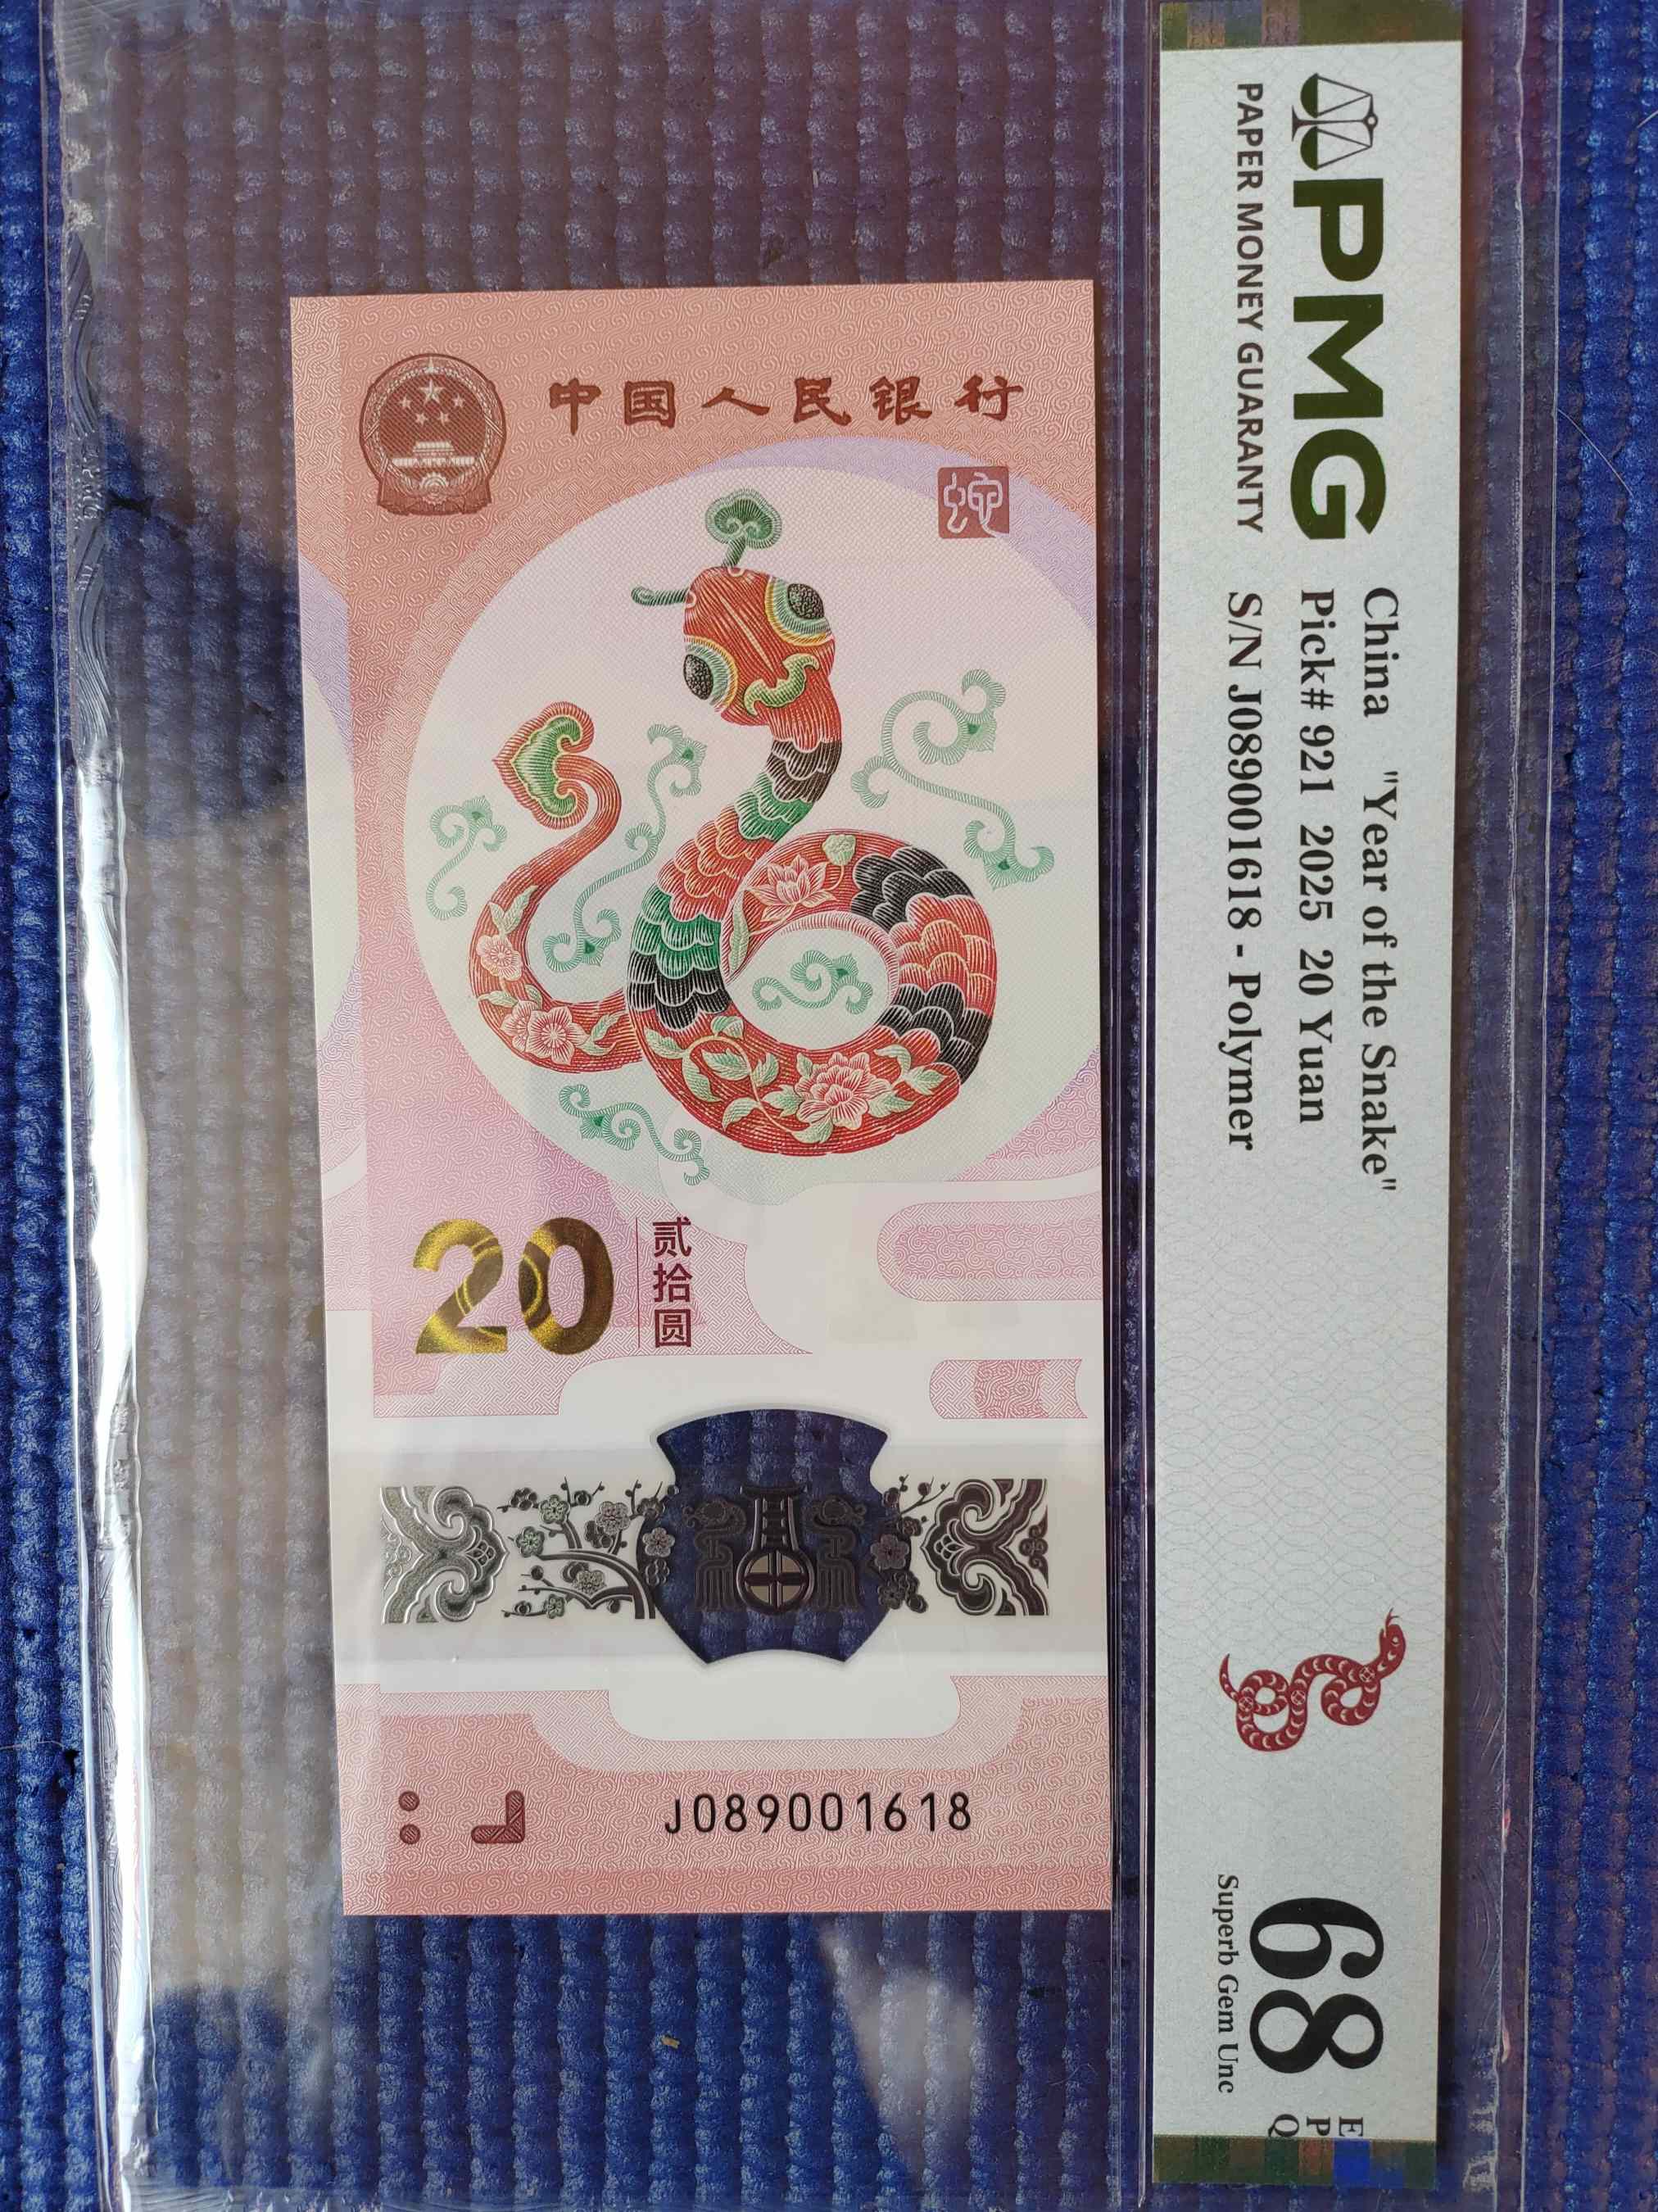 PMG
PAPER MONEY GUARANTY
China "Year of the Snake"
Pick# 921 2025 20 Yuan
S/N J089001618 - Polymer
68
Superb Gem Unc
E
P
Q
中国人民银行
蛇
20
贰拾圆
J089001618